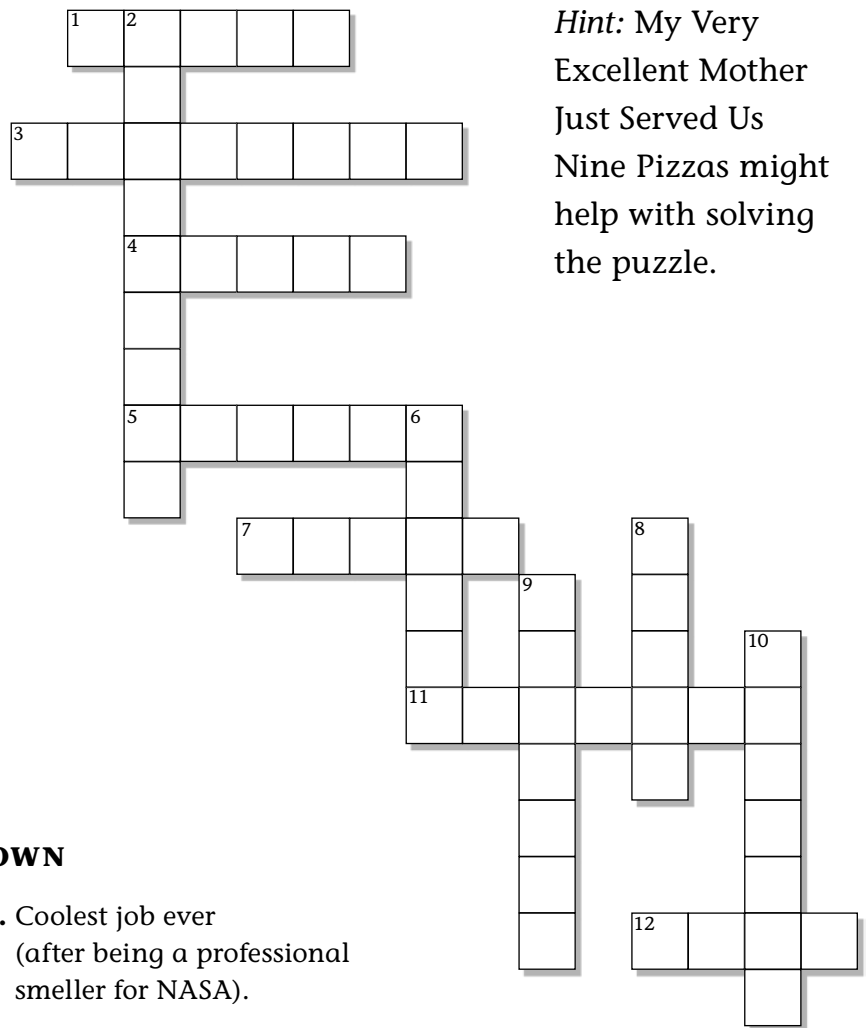 1 2
Hint: My Very
Excellent Mother
Just Served Us
Nine Pizzas might
help with solving
the puzzle.
3
4
5 6
7 8
9
10
11
12
OWN
. Coolest job ever
(after being a professional
smeller for NASA).